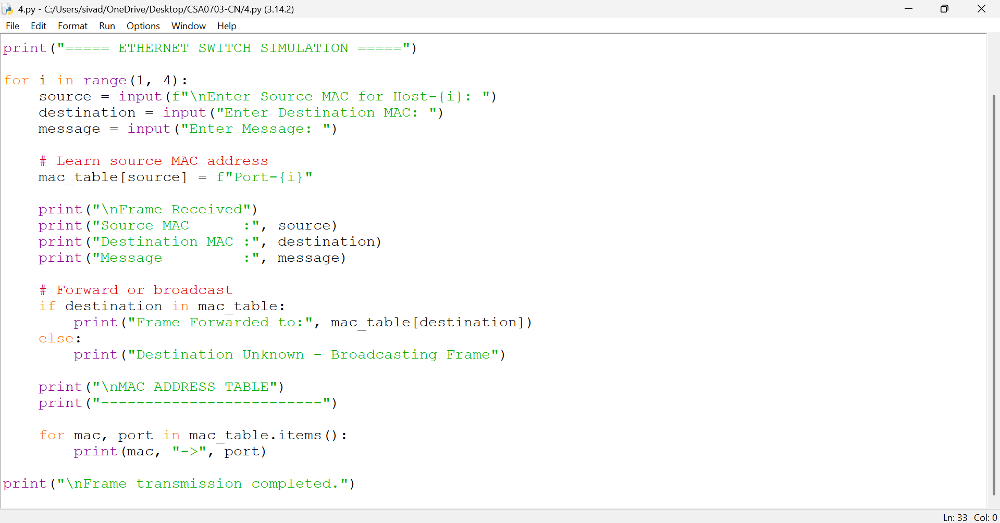 4.py - C:/Users/sivad/OneDrive/Desktop/CSA0703-CN/4.py (3.14.2)
File Edit Format Run Options Window Help
print("===== ETHERNET SWITCH SIMULATION =====")

for i in range(1, 4):
    source = input(f"\nEnter Source MAC for Host-{i}: ")
    destination = input("Enter Destination MAC: ")
    message = input("Enter Message: ")

    # Learn source MAC address
    mac_table[source] = f"Port-{i}"

    print("\nFrame Received")
    print("Source MAC      :", source)
    print("Destination MAC :", destination)
    print("Message         :", message)

    # Forward or broadcast
    if destination in mac_table:
        print("Frame Forwarded to:", mac_table[destination])
    else:
        print("Destination Unknown - Broadcasting Frame")

    print("\nMAC ADDRESS TABLE")
    print("-------------------------")

    for mac, port in mac_table.items():
        print(mac, "->", port)

print("\nFrame transmission completed.")
Ln: 33 Col: 0